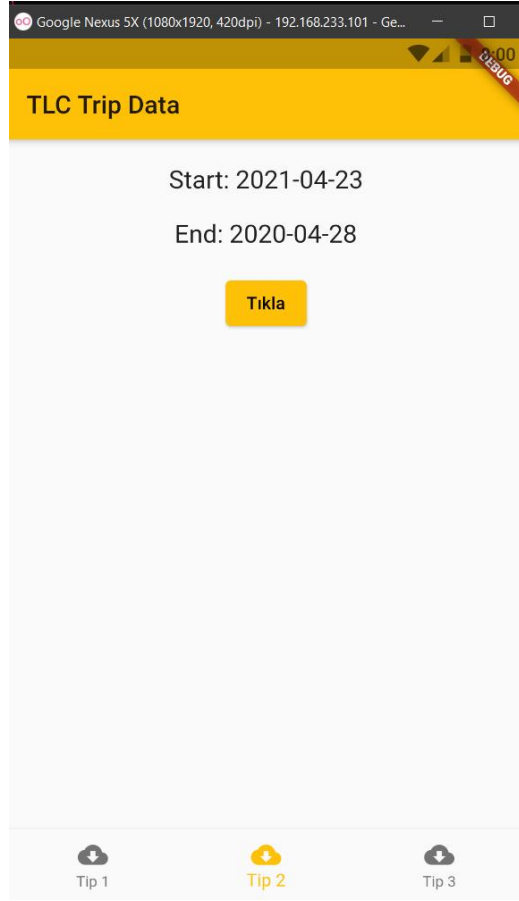 Google Nexus 5X (1080x1920, 420dpi) - 192.168.233.101 - Ge...
:00
DEBUG
TLC Trip Data
Start: 2021-04-23
End: 2020-04-28
Tıkla
Tip 1
Tip 2
Tip 3